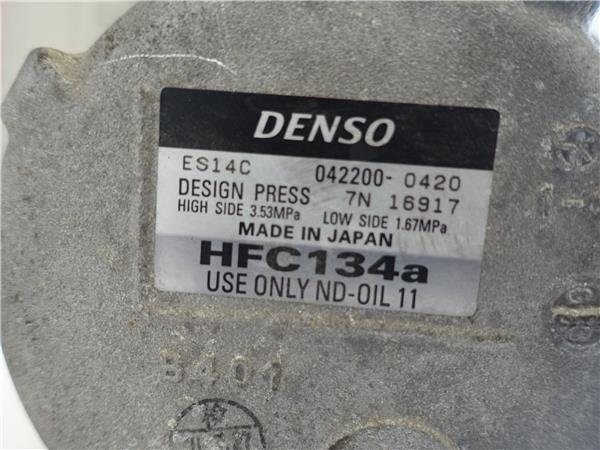 DENSO
ES14C 042200-0420
DESIGN PRESS 7N 16917
HIGH SIDE 3.53MPa LOW SIDE 1.67MPa
MADE IN JAPAN
HFC134a
USE ONLY ND-OIL 11
B401